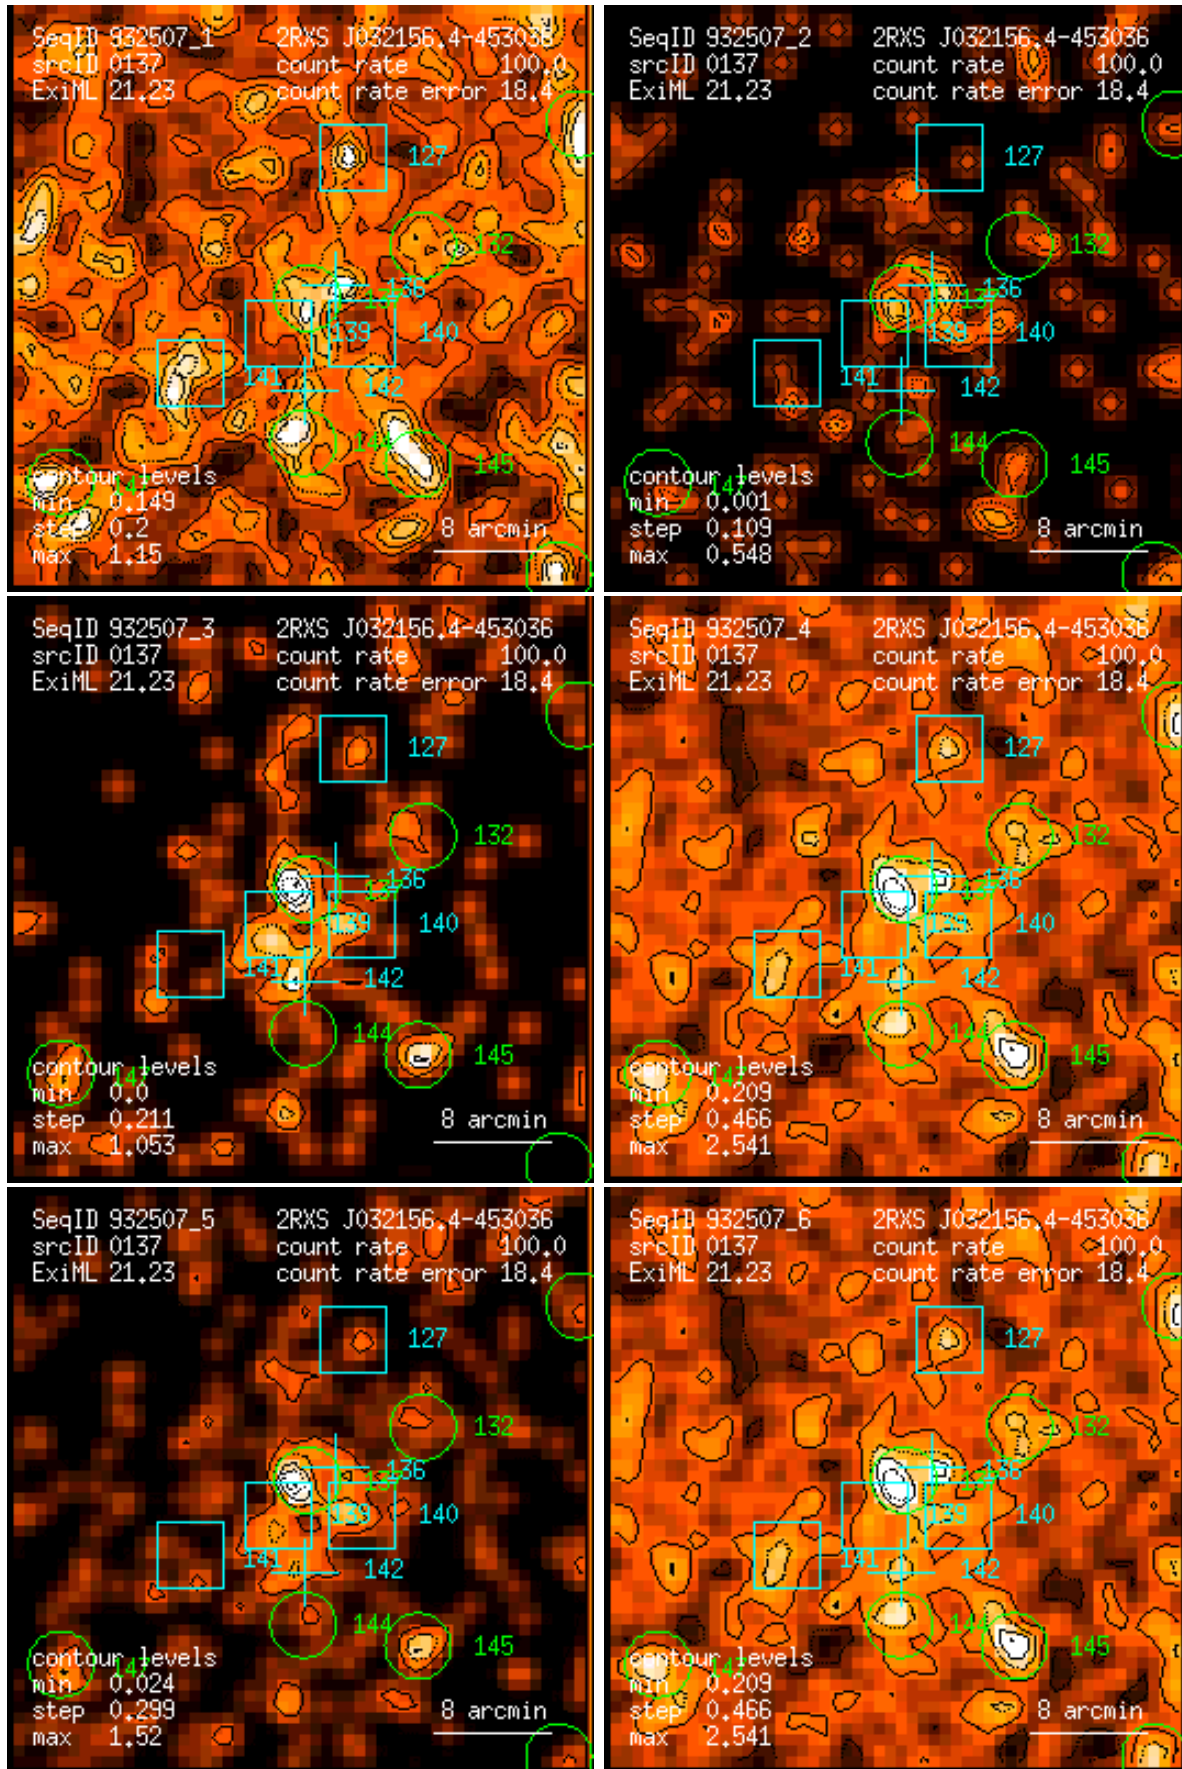 SeqID 932507_1 2RXS J032156.4-453036
srcID 0137 count rate 100.0
ExiML 21.23 count rate error 18.4
127
132
136
139 140
141 142
144
145
contour levels
min 0.149
step 0.2 8 arcmin
max 1.15
SeqID 932507_2 2RXS J032156.4-453036
srcID 0137 count rate 100.0
ExiML 21.23 count rate error 18.4
127
132
136
139 140
141 142
144
145
contour levels
min 0.001
step 0.109 8 arcmin
max 0.548
SeqID 932507_3 2RXS J032156.4-453036
srcID 0137 count rate 100.0
ExiML 21.23 count rate error 18.4
127
132
136
139 140
141 142
144
145
contour levels
min 0.0
step 0.211 8 arcmin
max 1.053
SeqID 932507_4 2RXS J032156.4-453036
srcID 0137 count rate 100.0
ExiML 21.23 count rate error 18.4
127
132
136
139 140
141 142
144
145
contour levels
min 0.209
step 0.466 8 arcmin
max 2.541
SeqID 932507_5 2RXS J032156.4-453036
srcID 0137 count rate 100.0
ExiML 21.23 count rate error 18.4
127
132
136
139 140
141 142
144
145
contour levels
min 0.024
step 0.299 8 arcmin
max 1.52
SeqID 932507_6 2RXS J032156.4-453036
srcID 0137 count rate 100.0
ExiML 21.23 count rate error 18.4
127
132
136
139 140
141 142
144
145
contour levels
min 0.209
step 0.466 8 arcmin
max 2.541